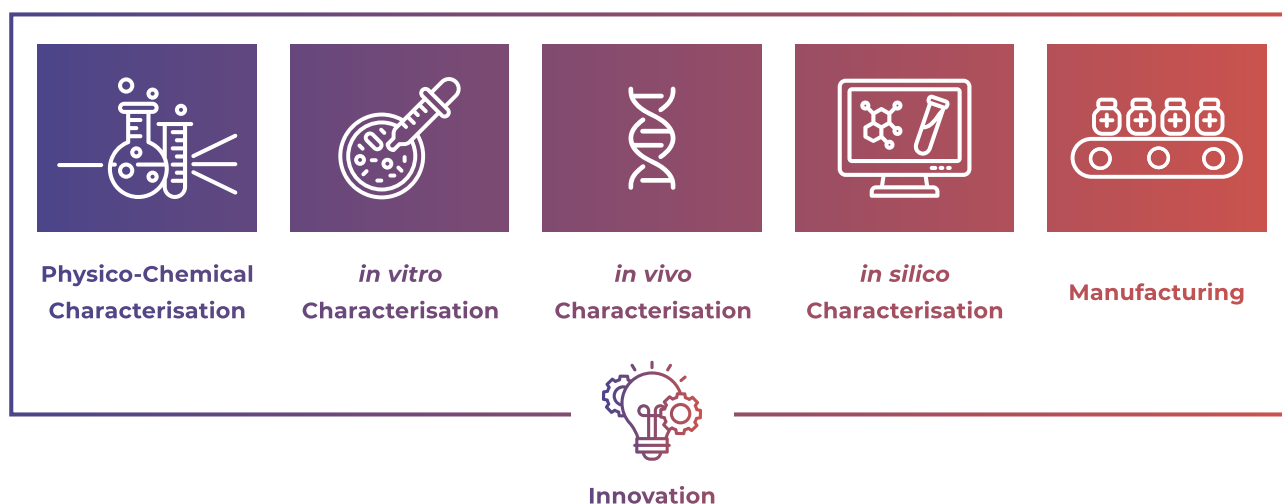 Physico-Chemical
Characterisation
in vitro
Characterisation
in vivo
Characterisation
in silico
Characterisation
Manufacturing
Innovation